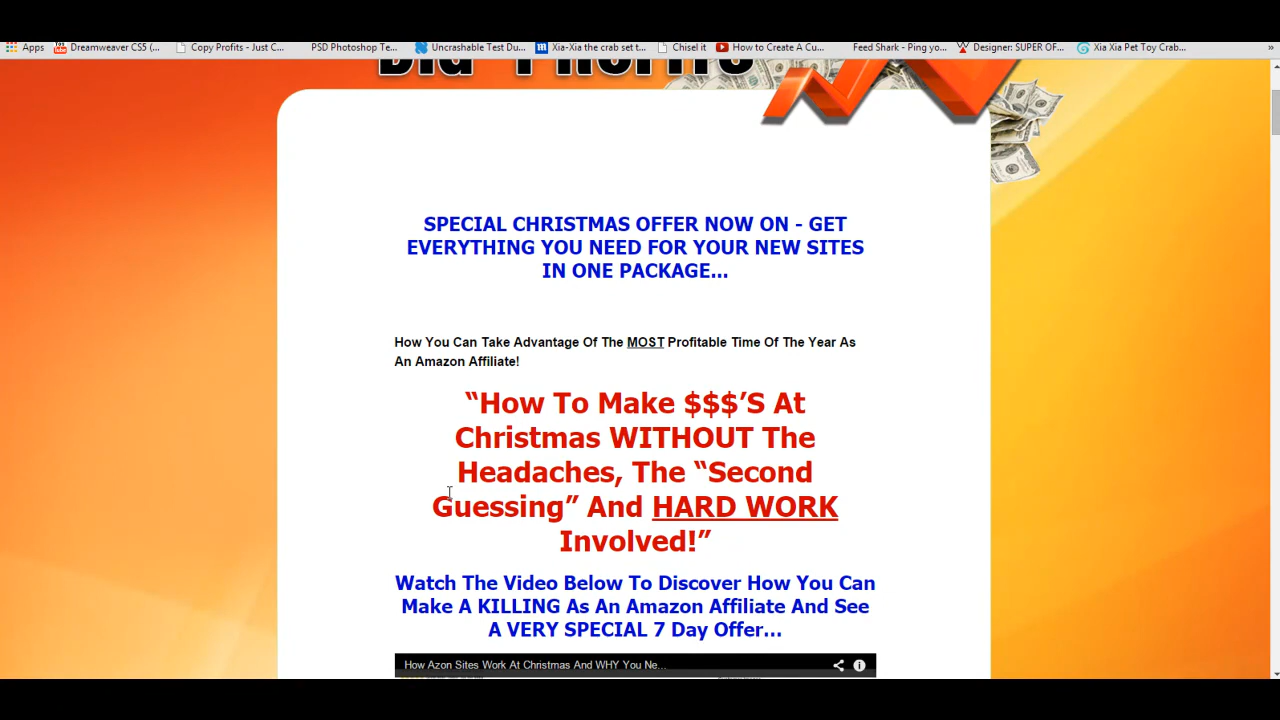 Apps Dreamweaver CS5 (... Copy Profits - Just C... PSD Photoshop Te... Uncrashable Test Du... Xia-Xia the crab set t... Chisel it How to Create A Cu... Feed Shark - Ping yo... Designer: SUPER OF... Xia Xia Pet Toy Crab... »
SPECIAL CHRISTMAS OFFER NOW ON - GET
EVERYTHING YOU NEED FOR YOUR NEW SITES
IN ONE PACKAGE...
How You Can Take Advantage Of The MOST Profitable Time Of The Year As
An Amazon Affiliate!
“How To Make $$$’S At
Christmas WITHOUT The
Headaches, The “Second
Guessing” And HARD WORK
Involved!”
Watch The Video Below To Discover How You Can
Make A KILLING As An Amazon Affiliate And See
A VERY SPECIAL 7 Day Offer...
How Azon Sites Work At Christmas And WHY You Ne...